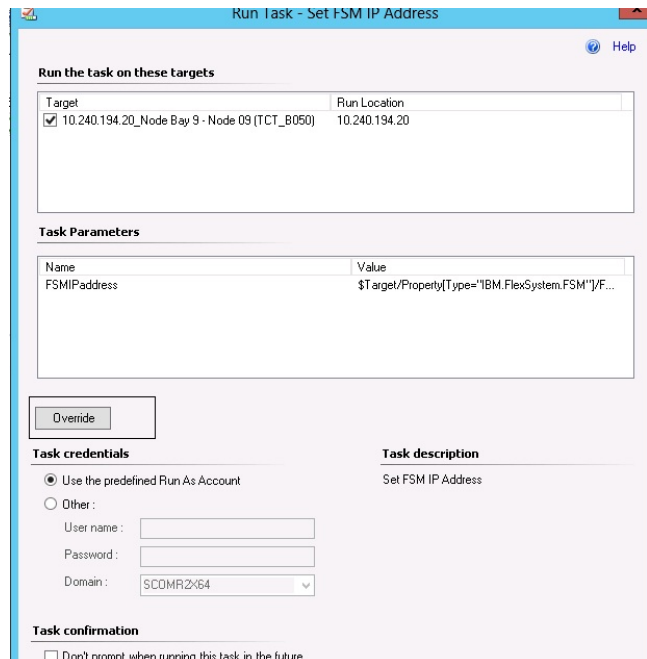 Run Task - Set FSM IP Address
Help
Run the task on these targets
Target Run Location
10.240.194.20_Node Bay 9 - Node 09 (TCT_B050) 10.240.194.20
Task Parameters
Name Value
FSMIPaddress $Target/Property[Type="IBM.FlexSystem.FSM"]/F...
Override
Task credentials Task description
Use the predefined Run As Account Set FSM IP Address
Other :
User name :
Password :
Domain : SCOMR2X64
Task confirmation
Don't prompt when running this task in the future